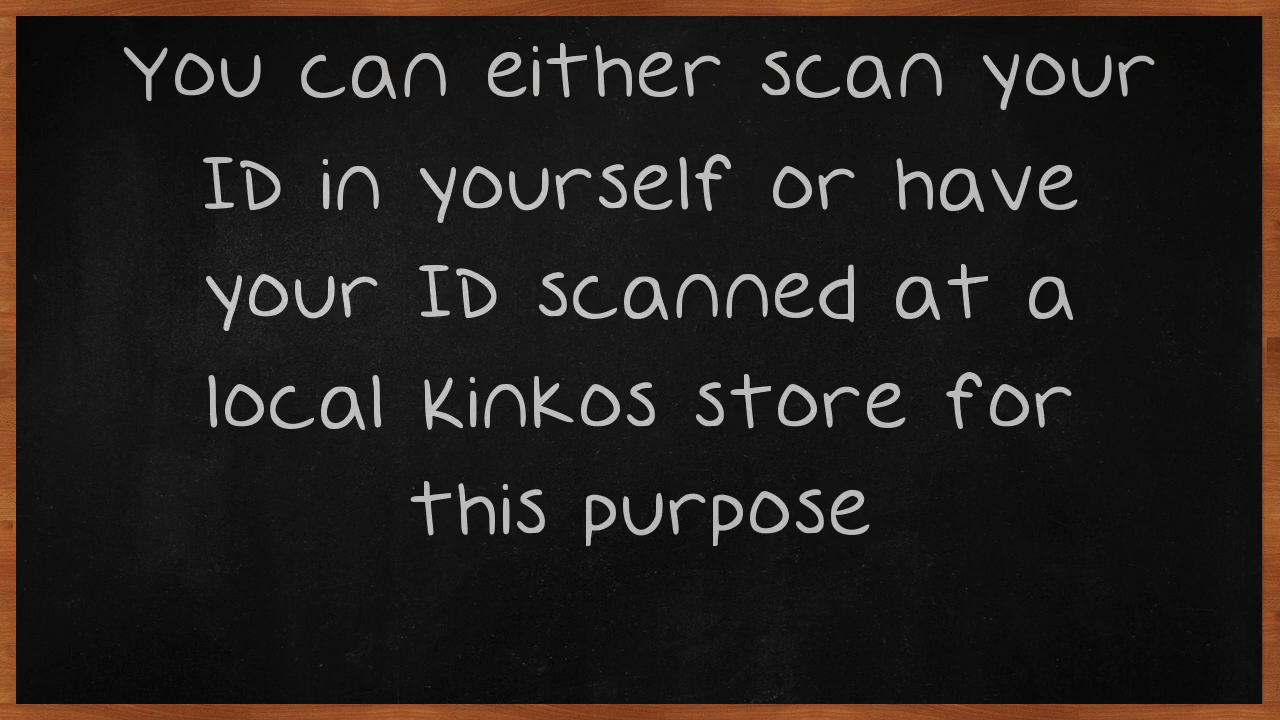 You can either scan your
ID in yourself or have
your ID scanned at a
local Kinkos store for
this purpose